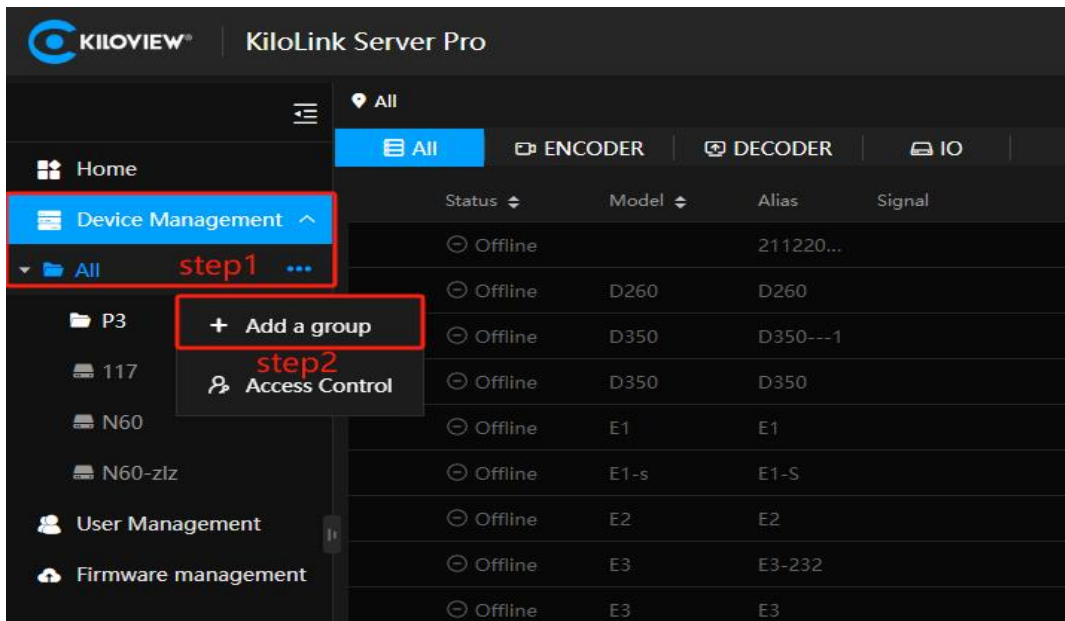 KILOVIEW® KiloLink Server Pro
All
All ENCODER DECODER IO
Home
Device Management
All step1 ...
P3
117
N60
N60-zlz
User Management
Firmware management
+ Add a group
step2
Access Control
Status Model Alias Signal
Offline 211220...
Offline D260 D260
Offline D350 D350---1
Offline D350 D350
Offline E1 E1
Offline E1-s E1-S
Offline E2 E2
Offline E3 E3-232
Offline E3 E3